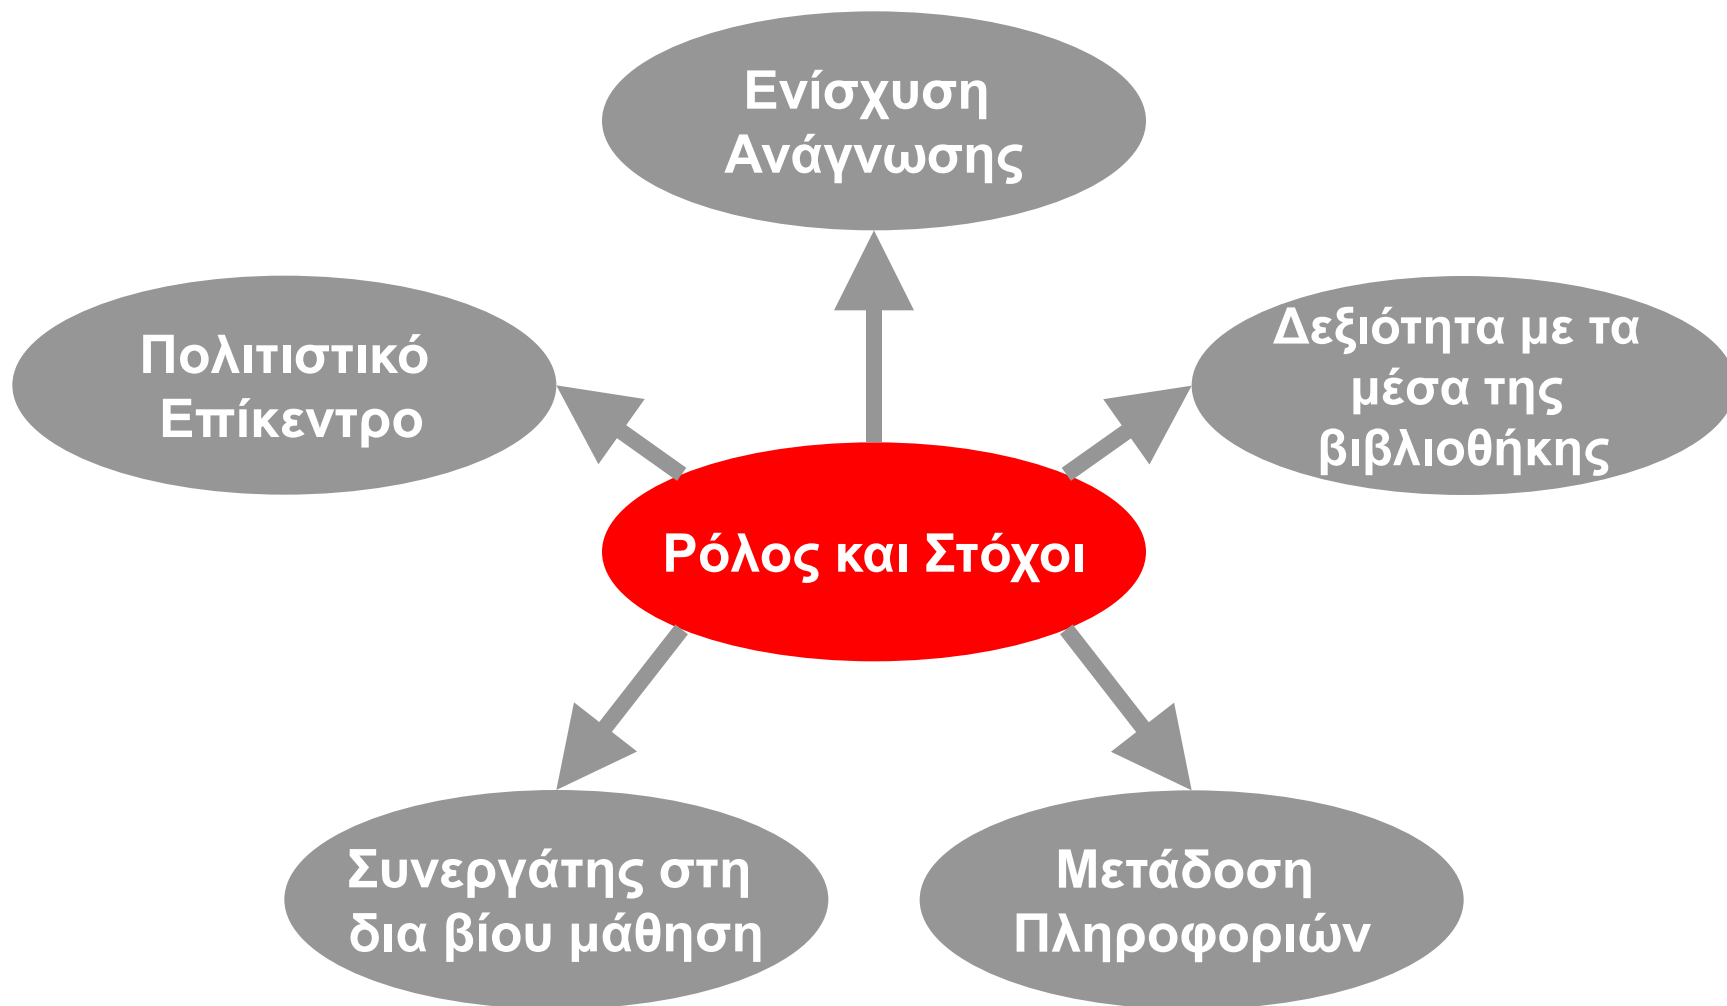 Ενίσχυση
Ανάγνωσης
Πολιτιστικό
Επίκεντρο
Δεξιότητα με τα
μέσα της
βιβλιοθήκης
Ρόλος και Στόχοι
Συνεργάτης στη
δια βίου μάθηση
Μετάδοση
Πληροφοριών